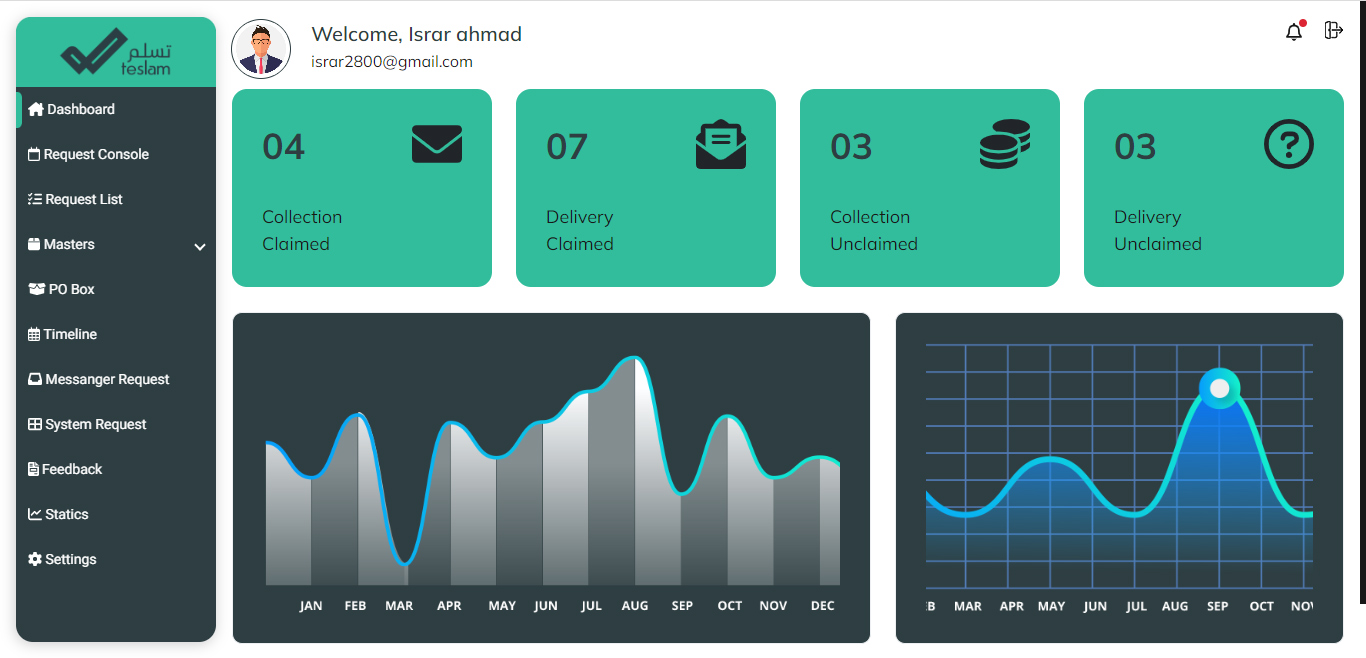 تسلم
teslam
Dashboard
Request Console
Request List
Masters
PO Box
Timeline
Messanger Request
System Request
Feedback
Statics
Settings
Welcome, Israr ahmad
israr2800@gmail.com
04
Collection
Claimed
07
Delivery
Claimed
03
Collection
Unclaimed
03
Delivery
Unclaimed
JAN FEB MAR APR MAY JUN JUL AUG SEP OCT NOV DEC
B MAR APR MAY JUN JUL AUG SEP OCT NOV